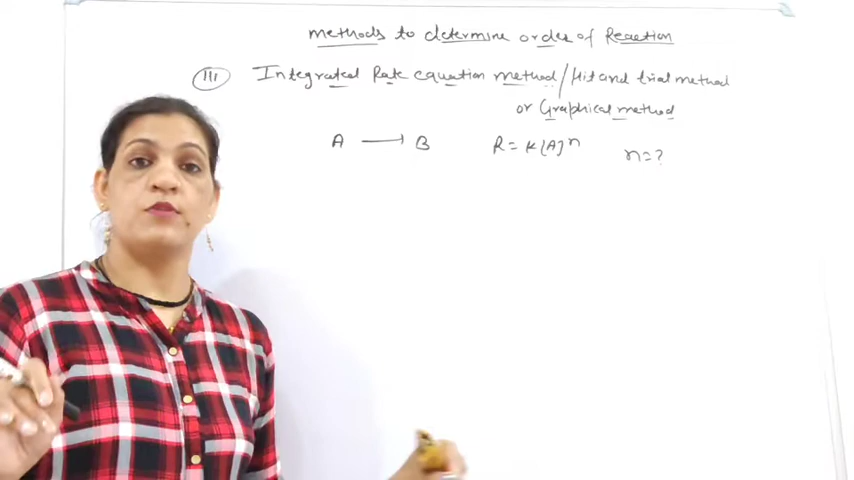 methods to determine order of Reaction
III Integrated Rate equation method/Hit and trial method
or Graphical method
A → B R = K[A]ⁿ n=?